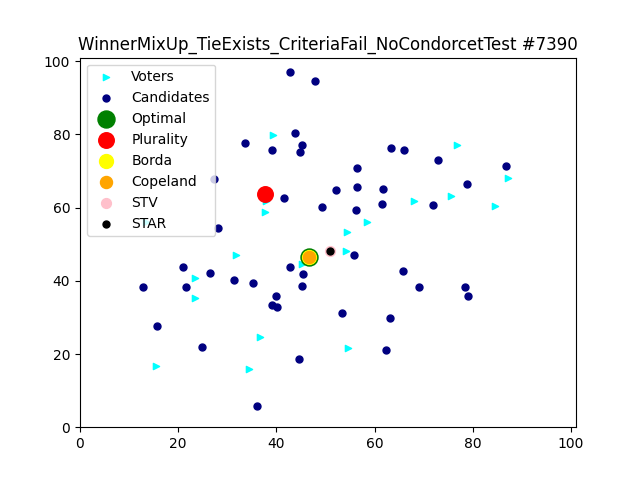 WinnerMixUp_TieExists_CriteriaFail_NoCondorcetTest #7390
100
80
60
40
20
0
Voters
Candidates
Optimal
Plurality
Borda
Copeland
STV
STAR
0 20 40 60 80 100